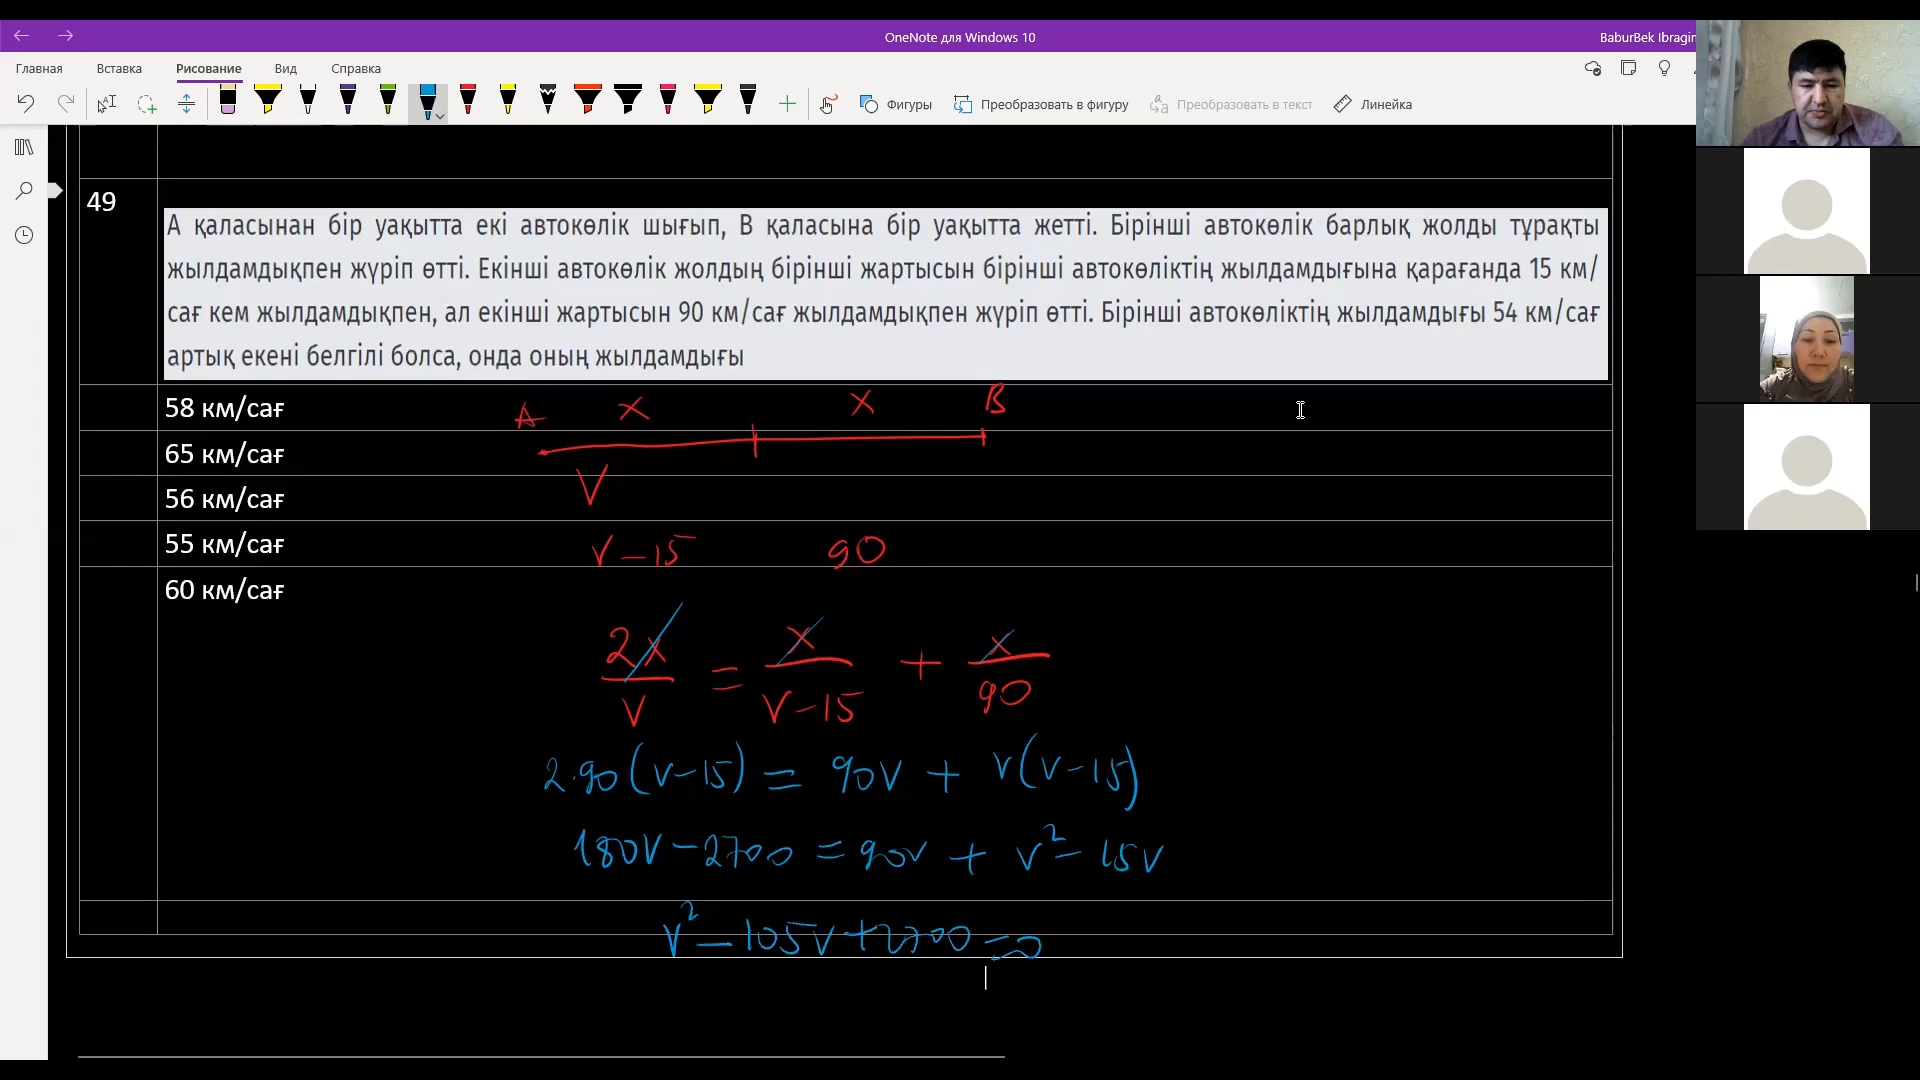 OneNote для Windows 10
BaburBek Ibragin
Главная Вставка Рисование Вид Справка
Фигуры Преобразовать в фигуру Преобразовать в текст Линейка
49
А қаласынан бір уақытта екі автокөлік шығып, В қаласына бір уақытта жетті. Бірінші автокөлік барлық жолды тұрақты
жылдамдықпен жүріп өтті. Екінші автокөлік жолдың бірінші жартысын бірінші автокөліктің жылдамдығына қарағанда 15 км/
сағ кем жылдамдықпен, ал екінші жартысын 90 км/сағ жылдамдықпен жүріп өтті. Бірінші автокөліктің жылдамдығы 54 км/сағ
артық екені белгілі болса, онда оның жылдамдығы
58 км/сағ
A x x B
65 км/сағ
V
56 км/сағ
55 км/сағ
v-15 90
60 км/сағ
2x/v = x/(v-15) + x/90
2·90(v-15) = 90v + v(v-15)
180v-2700 = 90v + v²-15v
v²-105v+2700=0